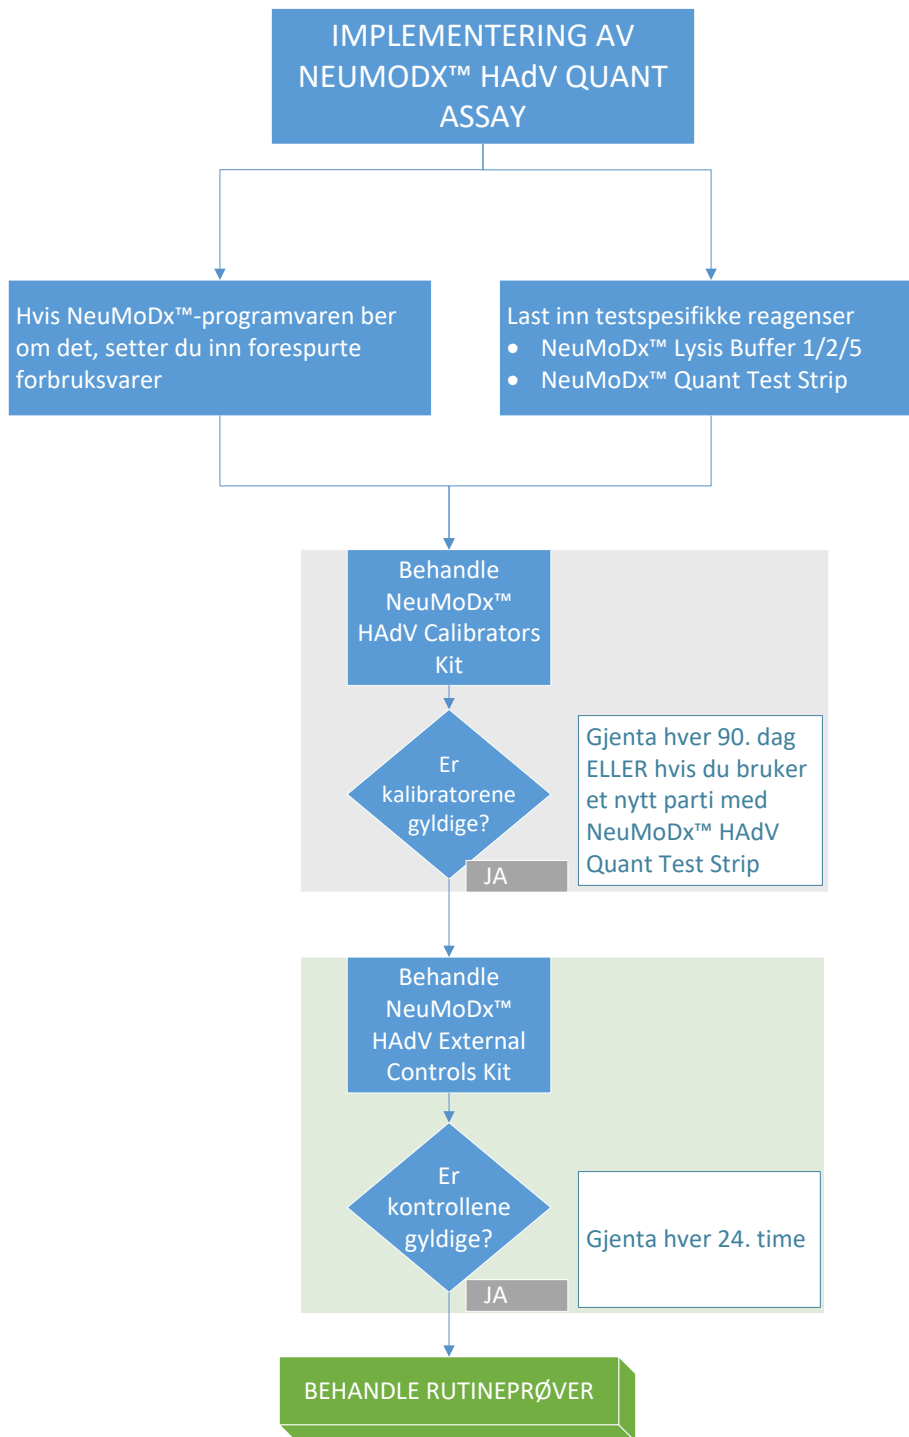 IMPLEMENTERING AV
NEUMODX™ HAdV QUANT
ASSAY
Hvis NeuMoDx™-programvaren ber
om det, setter du inn forespurte
forbruksvarer
Last inn testspesifikke reagenser
• NeuMoDx™ Lysis Buffer 1/2/5
• NeuMoDx™ Quant Test Strip
Behandle
NeuMoDx™
HAdV Calibrators
Kit
Er
kalibratorene
gyldige?
Gjenta hver 90. dag
ELLER hvis du bruker
et nytt parti med
NeuMoDx™ HAdV
Quant Test Strip
JA
Behandle
NeuMoDx™
HAdV External
Controls Kit
Er
kontrollene
gyldige?
Gjenta hver 24. time
JA
BEHANDLE RUTINEPRØVER